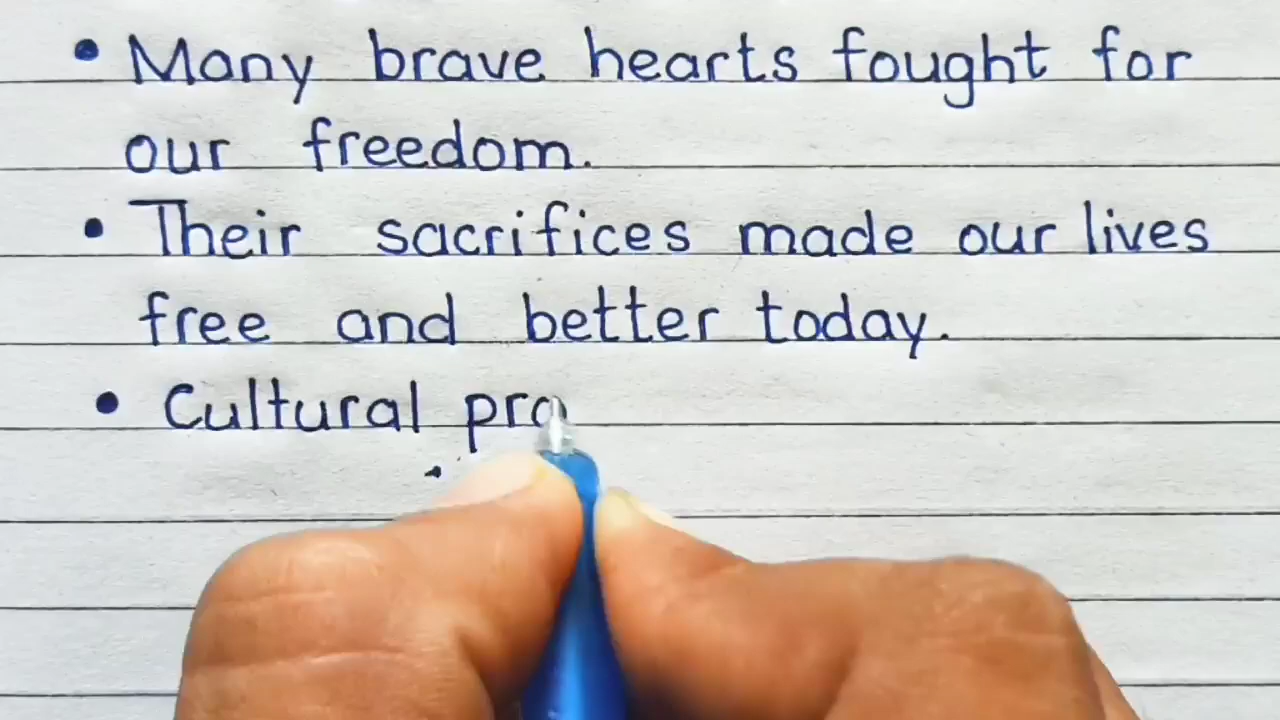 • Many brave hearts fought for
our freedom.
• Their sacrifices made our lives
free and better today.
• Cultural pro